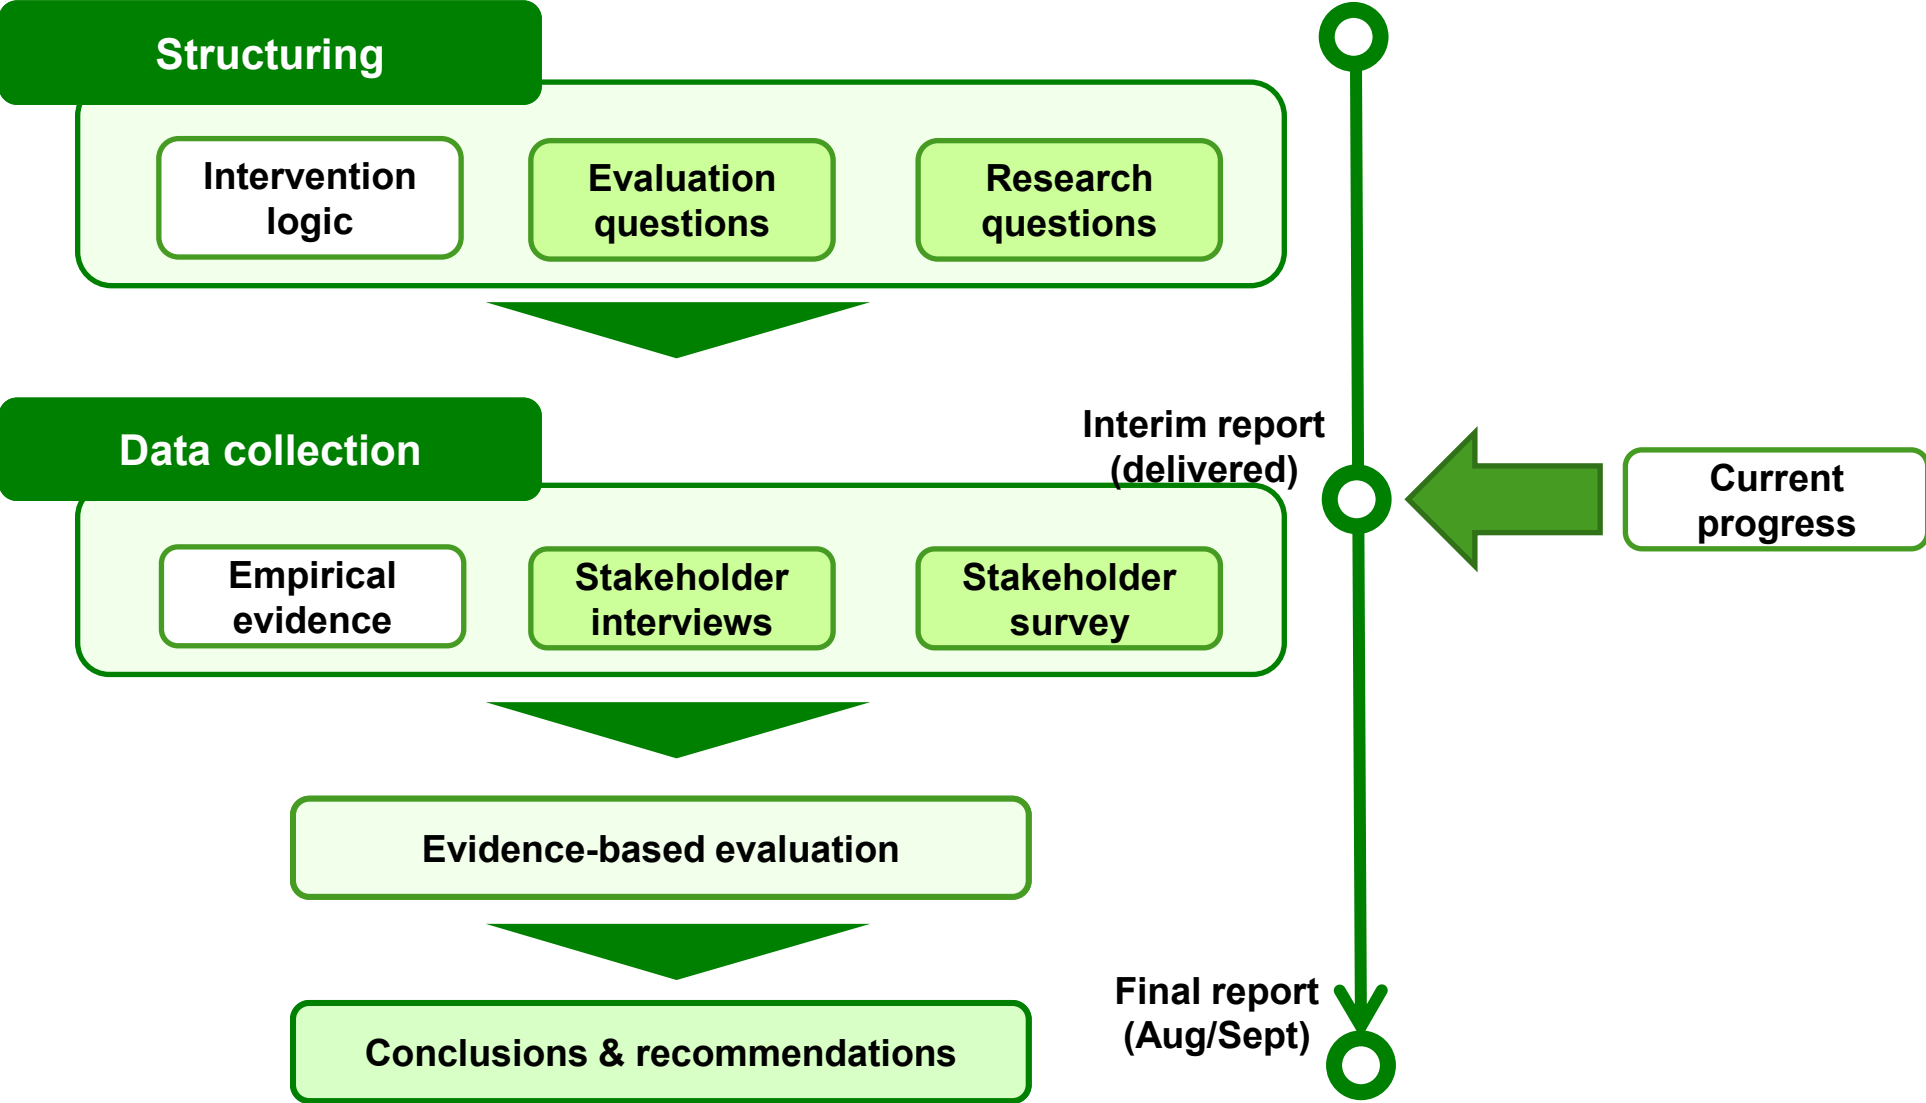 Structuring
Intervention
logic
Evaluation
questions
Research
questions
Data collection
Interim report
(delivered)
Current
progress
Empirical
evidence
Stakeholder
interviews
Stakeholder
survey
Evidence-based evaluation
Final report
(Aug/Sept)
Conclusions & recommendations